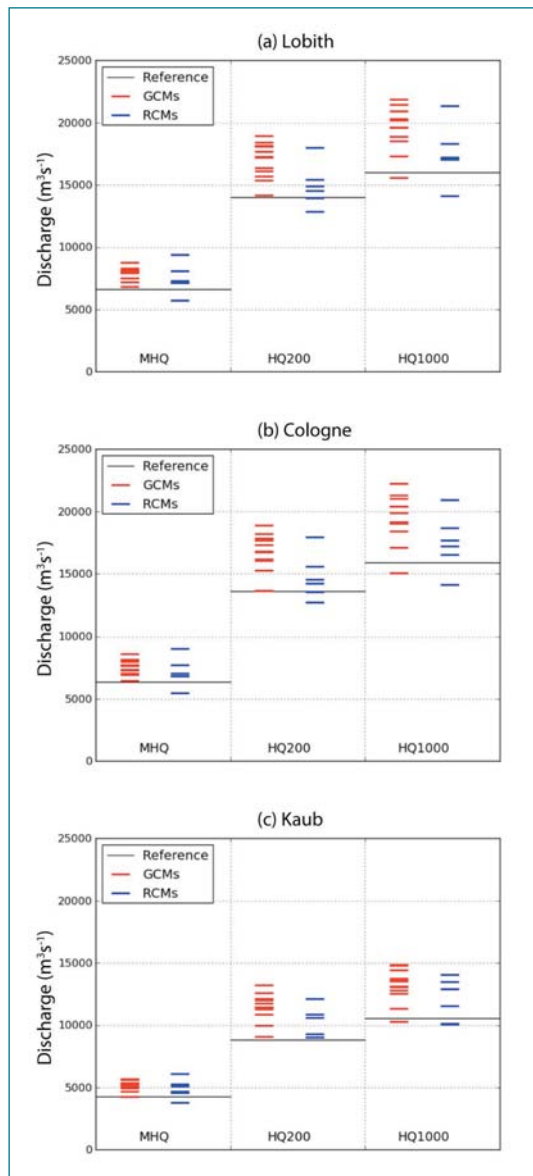 (a) Lobith
25000
20000
15000
10000
5000
0
Discharge (m³s⁻¹)
Reference
GCMs
RCMs
MHQ HQ200 HQ1000
(b) Cologne
25000
20000
15000
10000
5000
0
Discharge (m³s⁻¹)
Reference
GCMs
RCMs
MHQ HQ200 HQ1000
(c) Kaub
25000
20000
15000
10000
5000
0
Discharge (m³s⁻¹)
Reference
GCMs
RCMs
MHQ HQ200 HQ1000